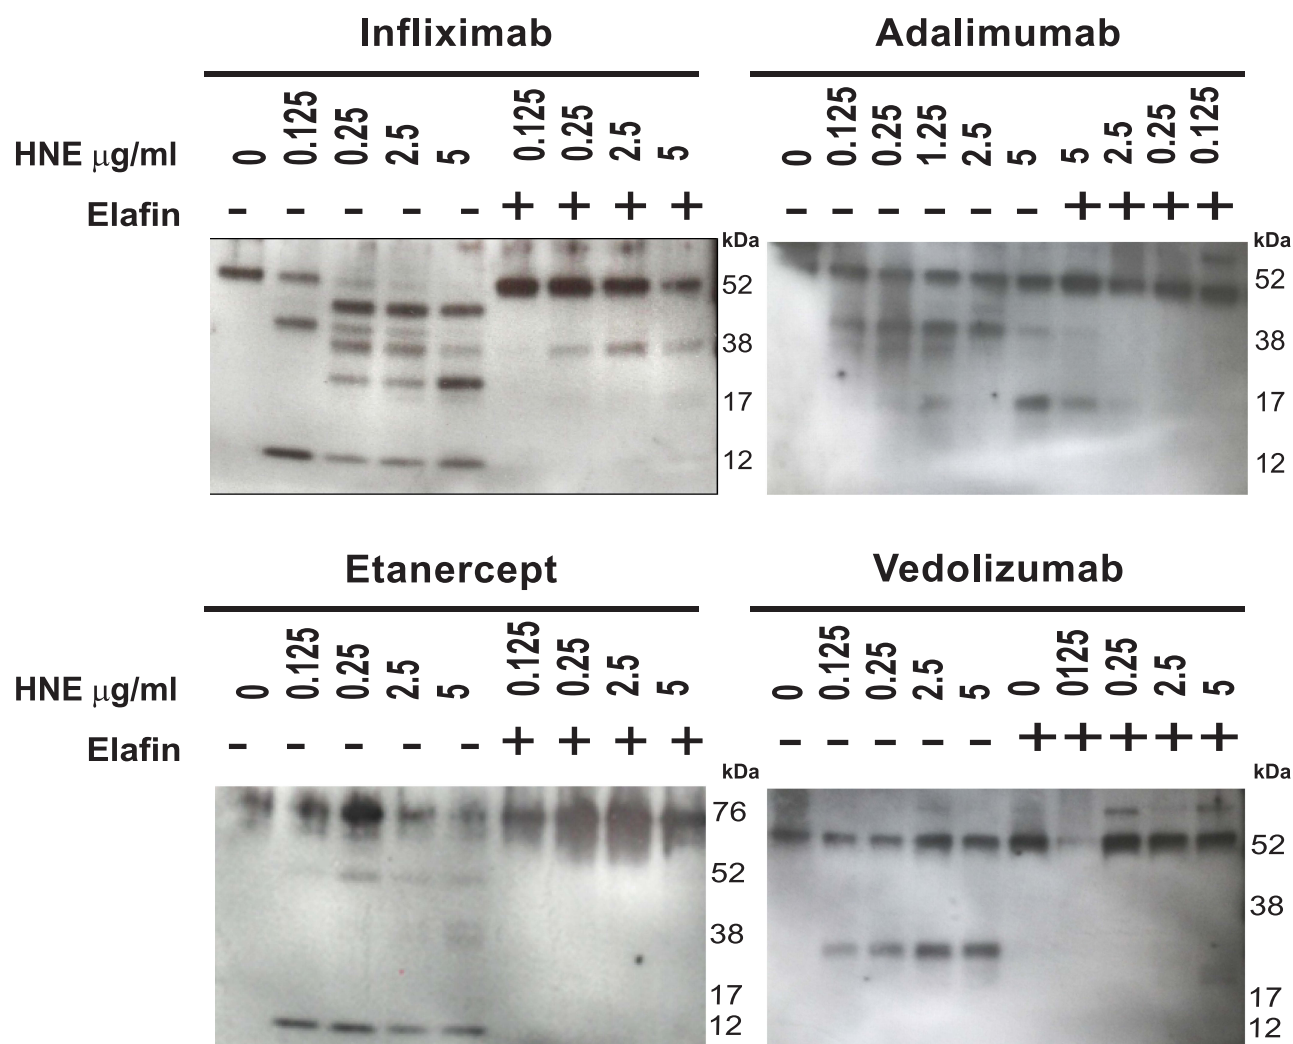 Infliximab
HNE μg/ml 0 0.125 0.25 2.5 5 0.125 0.25 2.5 5
Elafin - - - - - + + + +
kDa
52
38
17
12
Adalimumab
0 0.125 0.25 1.25 2.5 5 5 2.5 0.25 0.125
- - - - - - + + + +
kDa
52
38
17
12
Etanercept
HNE μg/ml 0 0.125 0.25 2.5 5 0.125 0.25 2.5 5
Elafin - - - - - + + + +
kDa
76
52
38
17
12
Vedolizumab
0 0.125 0.25 2.5 5 0 0125 0.25 2.5 5
- - - - - + + + + +
kDa
52
38
17
12